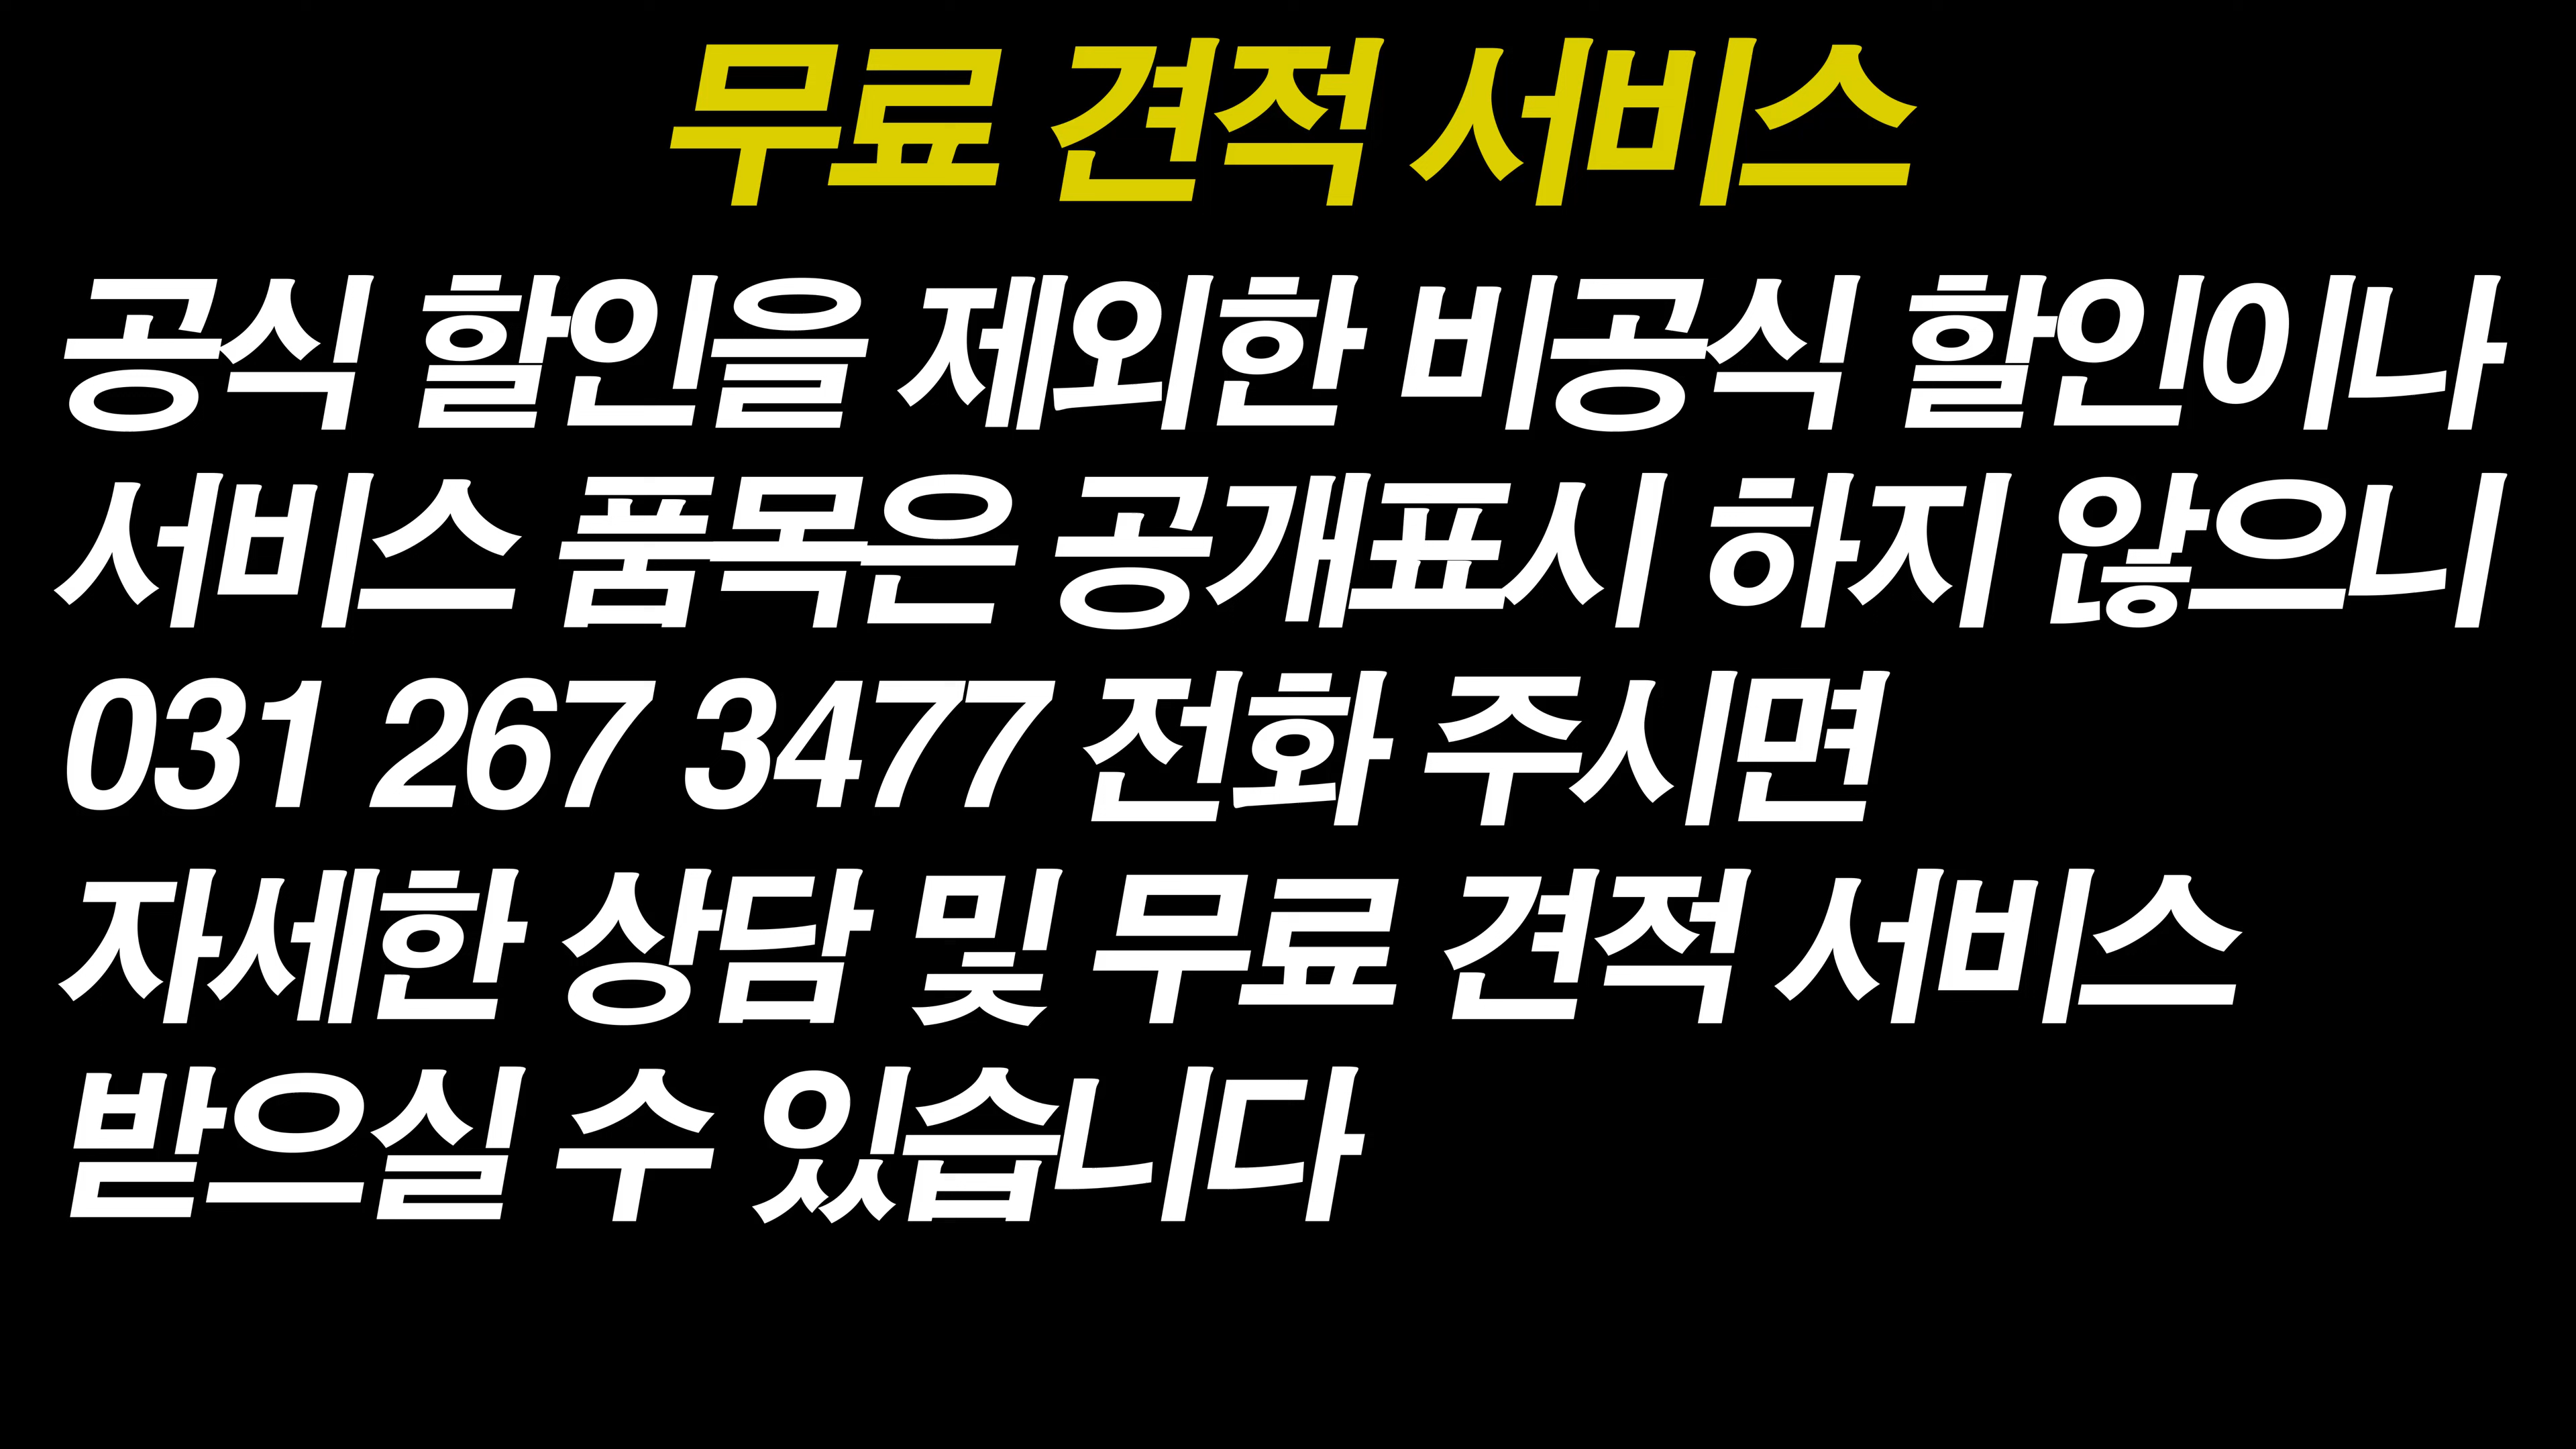 무료 견적 서비스
공식 할인을 제외한 비공식 할인이나
서비스 품목은 공개표시 하지 않으니
031 267 3477 전화 주시면
자세한 상담 및 무료 견적 서비스
받으실 수 있습니다